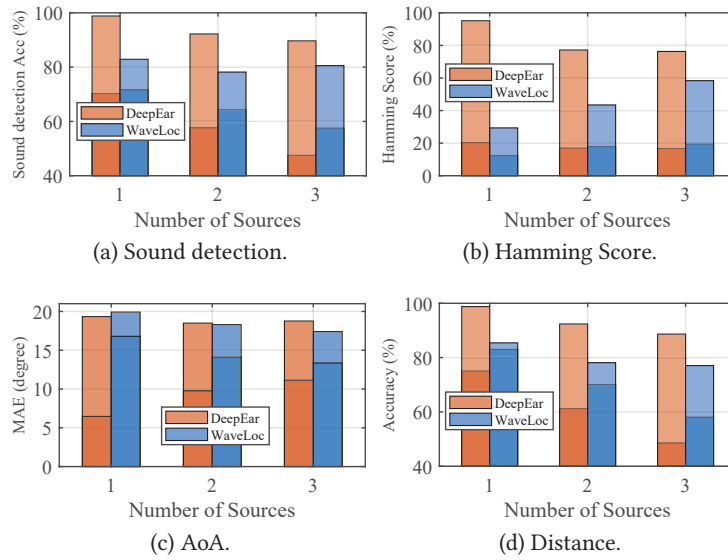 Sound detection Acc (%)
100
80
60
40
DeepEar
WaveLoc
1 2 3
Number of Sources
(a) Sound detection.
Hamming Score (%)
100
80
60
40
20
0
DeepEar
WaveLoc
1 2 3
Number of Sources
(b) Hamming Score.
MAE (degree)
20
15
10
5
0
DeepEar
WaveLoc
1 2 3
Number of Sources
(c) AoA.
Accuracy (%)
100
80
60
40
DeepEar
WaveLoc
1 2 3
Number of Sources
(d) Distance.